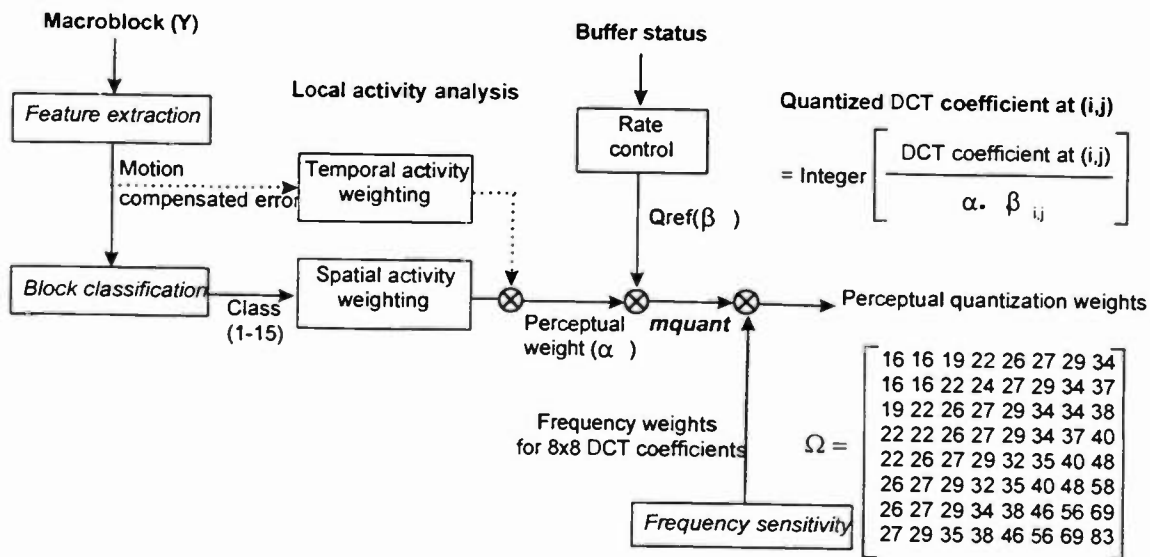 Macroblock (Y)
Feature extraction
Motion
compensated error
Block classification
Class
(1-15)
Local activity analysis
Temporal activity
weighting
Spatial activity
weighting
⊗
Perceptual
weight (α )
Buffer status
Rate
control
Qref(β )
⊗
mquant
⊗
Frequency weights
for 8x8 DCT coefficients
Frequency sensitivity
Quantized DCT coefficient at (i,j)
= Integer [ DCT coefficient at (i,j)
α. β i,j ]
Perceptual quantization weights
Ω =
16 16 19 22 26 27 29 34
16 16 22 24 27 29 34 37
19 22 26 27 29 34 34 38
22 22 26 27 29 34 37 40
22 26 27 29 32 35 40 48
26 27 29 32 35 40 48 58
26 27 29 34 38 46 56 69
27 29 35 38 46 56 69 83